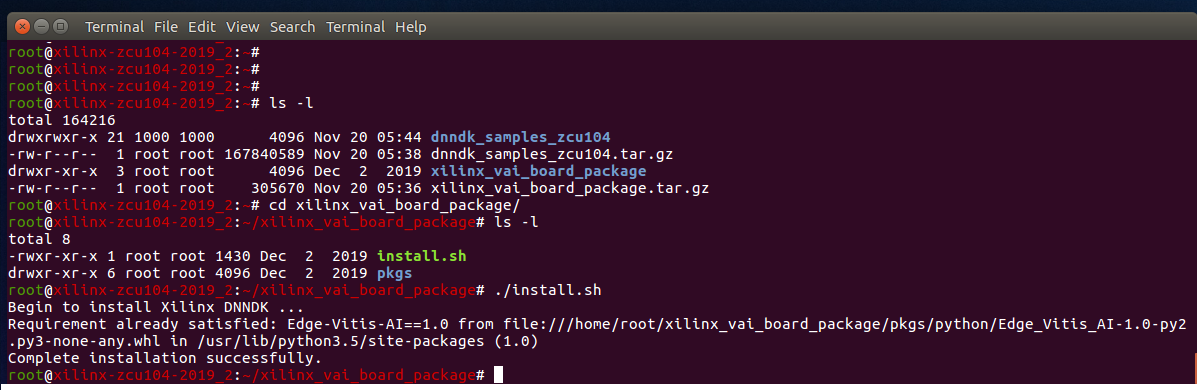 Terminal File Edit View Search Terminal Help
root@xilinx-zcu104-2019_2:~#
root@xilinx-zcu104-2019_2:~#
root@xilinx-zcu104-2019_2:~#
root@xilinx-zcu104-2019_2:~# ls -l
total 164216
drwxrwxr-x 21 1000 1000      4096 Nov 20 05:44 dnndk_samples_zcu104
-rw-r--r--  1 root root 167840589 Nov 20 05:38 dnndk_samples_zcu104.tar.gz
drwxr-xr-x  3 root root      4096 Dec  2  2019 xilinx_vai_board_package
-rw-r--r--  1 root root    305670 Nov 20 05:36 xilinx_vai_board_package.tar.gz
root@xilinx-zcu104-2019_2:~# cd xilinx_vai_board_package/
root@xilinx-zcu104-2019_2:~/xilinx_vai_board_package# ls -l
total 8
-rwxr-xr-x 1 root root 1430 Dec  2  2019 install.sh
drwxr-xr-x 6 root root 4096 Dec  2  2019 pkgs
root@xilinx-zcu104-2019_2:~/xilinx_vai_board_package# ./install.sh
Begin to install Xilinx DNNDK ...
Requirement already satisfied: Edge-Vitis-AI==1.0 from file:///home/root/xilinx_vai_board_package/pkgs/python/Edge_Vitis_AI-1.0-py2
.py3-none-any.whl in /usr/lib/python3.5/site-packages (1.0)
Complete installation successfully.
root@xilinx-zcu104-2019_2:~/xilinx_vai_board_package#